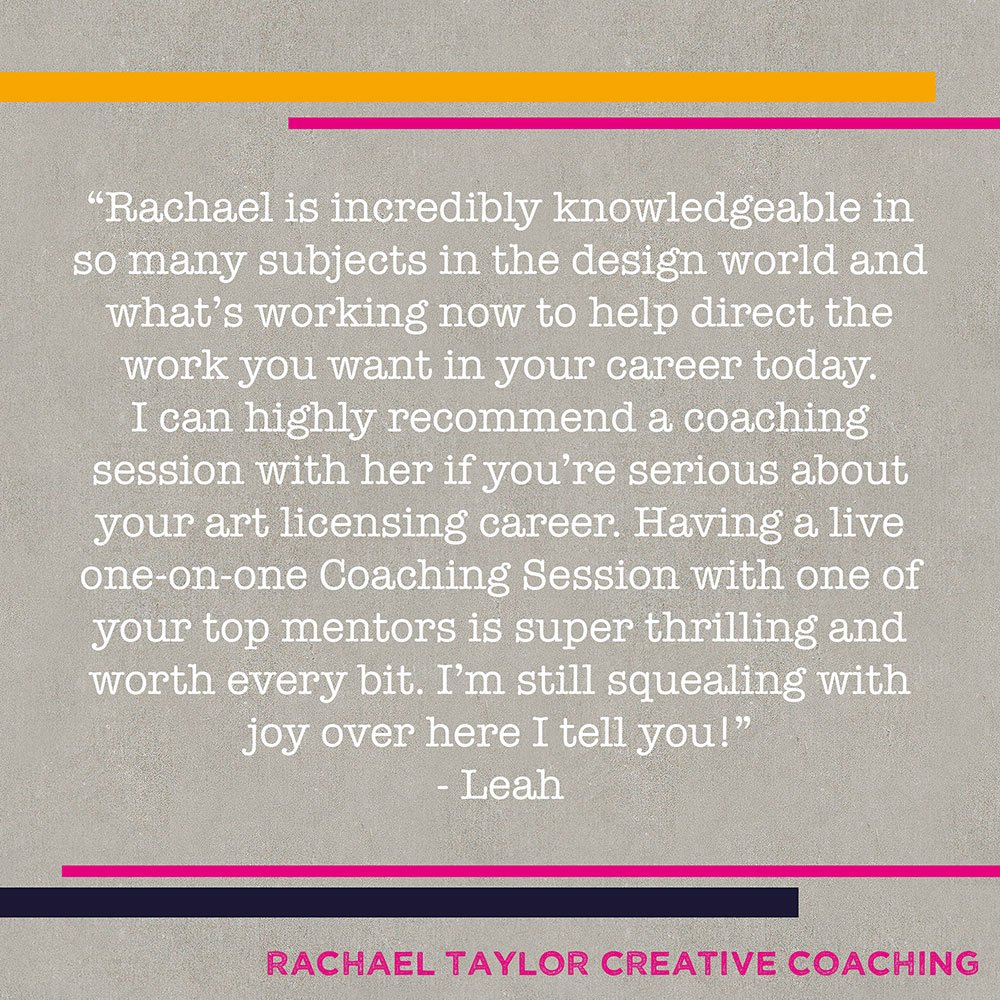 “Rachael is incredibly knowledgeable in
so many subjects in the design world and
what’s working now to help direct the
work you want in your career today.
I can highly recommend a coaching
session with her if you’re serious about
your art licensing career. Having a live
one-on-one Coaching Session with one of
your top mentors is super thrilling and
worth every bit. I’m still squealing with
joy over here I tell you!”
- Leah
RACHAEL TAYLOR CREATIVE COACHING